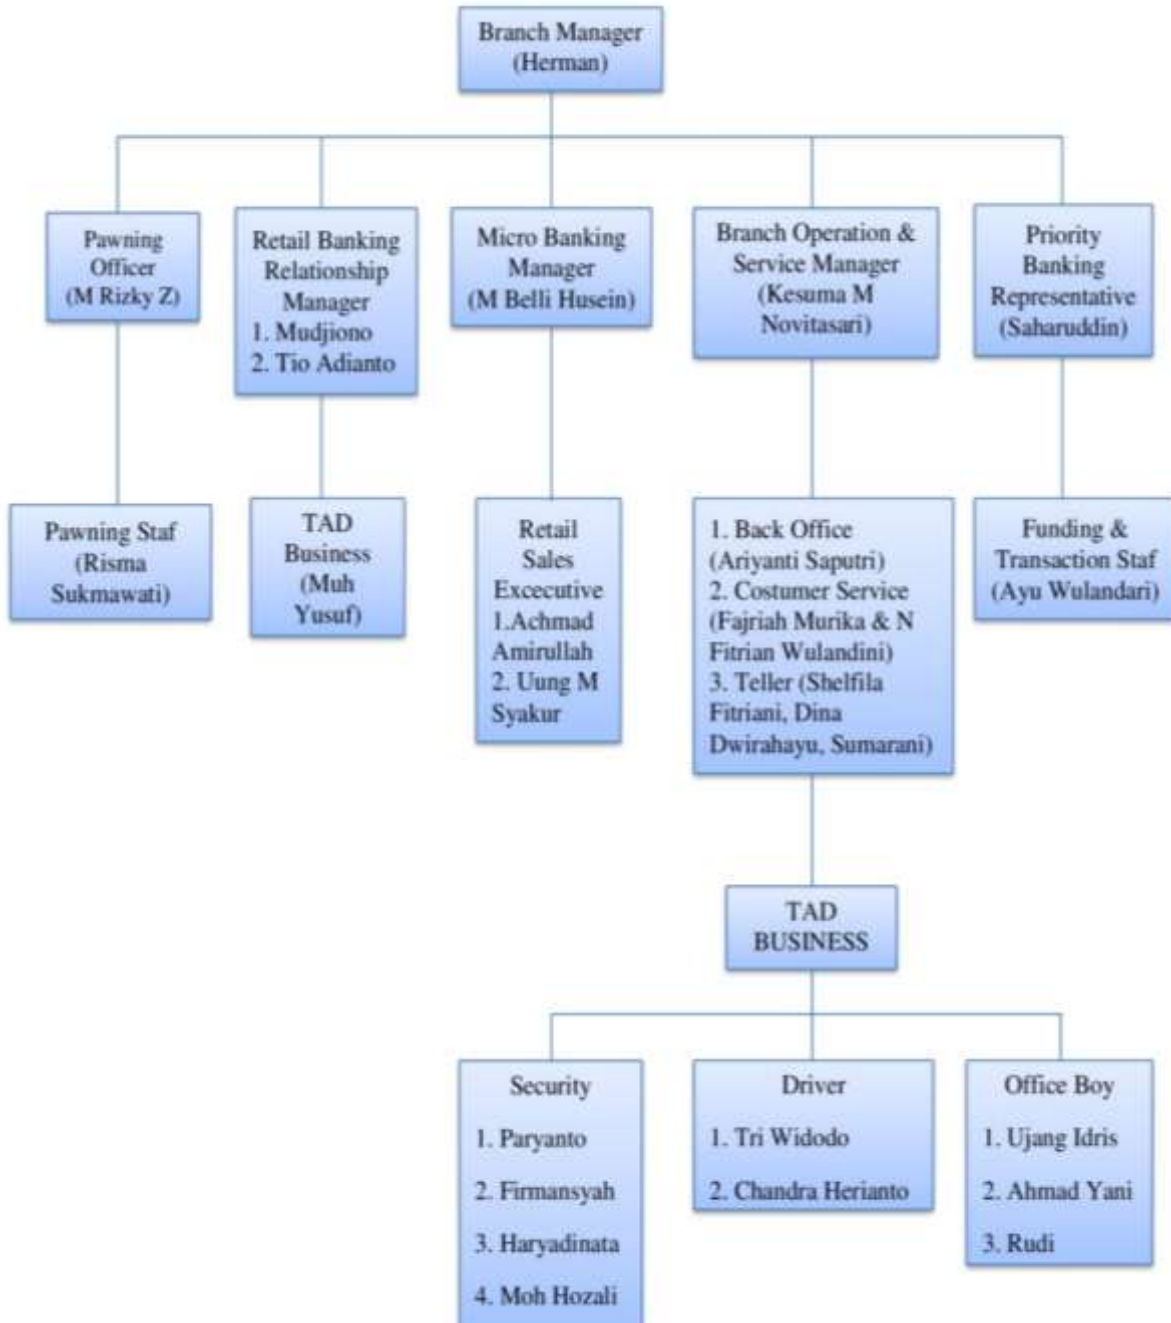 Branch Manager
(Herman)
Pawning
Officer
(M Rizky Z)
Retail Banking
Relationship
Manager
1. Mudjiono
2. Tio Adianto
Micro Banking
Manager
(M Belli Husein)
Branch Operation &
Service Manager
(Kesuma M
Novitasari)
Priority
Banking
Representative
(Saharuddin)
Pawning Staf
(Risma
Sukmawati)
TAD
Business
(Muh
Yusuf)
Retail
Sales
Excecutive
1.Achmad
Amirullah
2. Uung M
Syakur
1. Back Office
(Ariyanti Saputri)
2. Costumer Service
(Fajriah Murika & N
Fitrian Wulandini)
3. Teller (Shelfila
Fitriani, Dina
Dwirahayu, Sumarani)
Funding &
Transaction Staf
(Ayu Wulandari)
TAD
BUSINESS
Security
1. Paryanto
2. Firmansyah
3. Haryadinata
4. Moh Hozali
Driver
1. Tri Widodo
2. Chandra Herianto
Office Boy
1. Ujang Idris
2. Ahmad Yani
3. Rudi